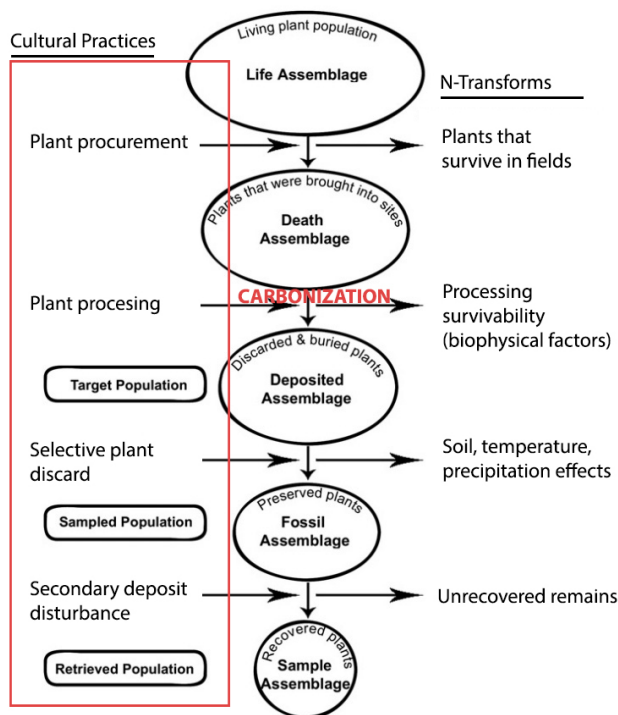 Cultural Practices
Living plant population
Life Assemblage
N-Transforms
Plant procurement
Plants that
survive in fields
Plants that were brought into sites
Death
Assemblage
CARBONIZATION
Plant procesing
Processing
survivability
(biophysical factors)
Discarded & buried plants
Deposited
Assemblage
Target Population
Selective plant
discard
Soil, temperature,
precipitation effects
Preserved plants
Fossil
Assemblage
Sampled Population
Secondary deposit
disturbance
Unrecovered remains
Recovered plants
Sample
Assemblage
Retrieved Population